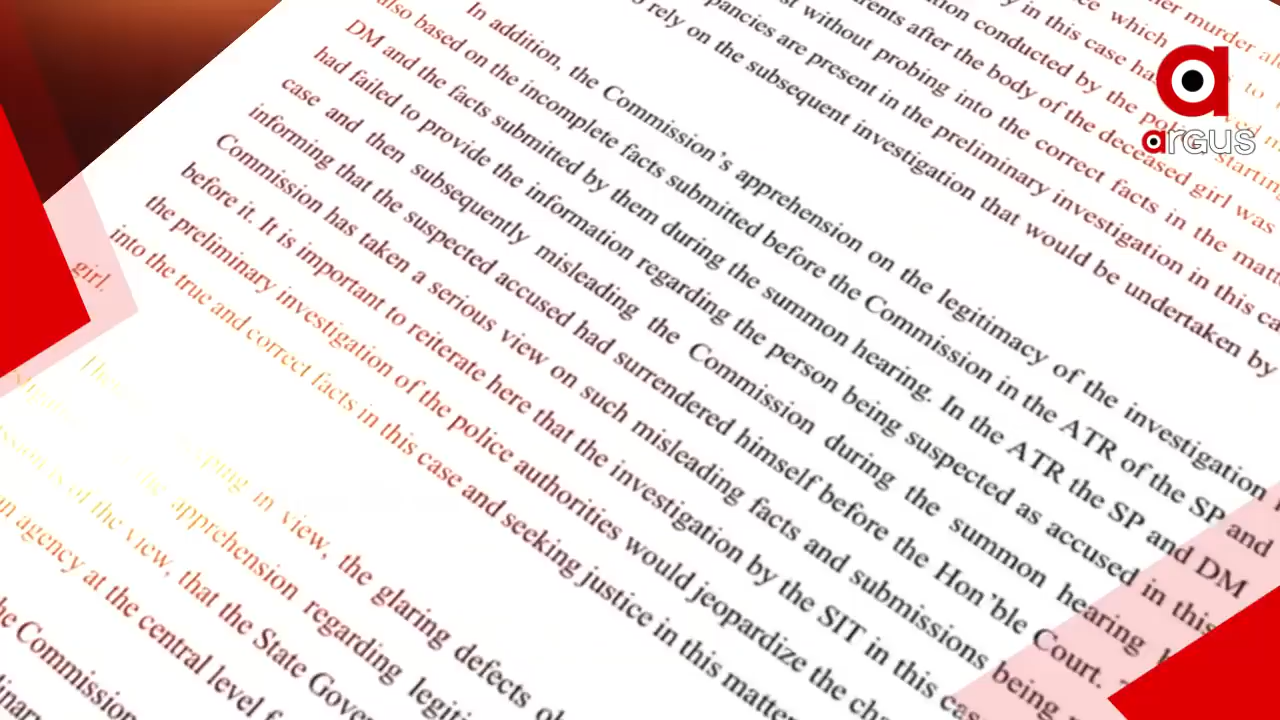 ner murder
ee which
y in this case has
ation conducted by the police starting
rents after the body of the deceased girl was
st without probing into the correct facts in the matt
pancies are present in the preliminary investigation in this ca
g rely on the subsequent investigation that would be undertaken by
In addition, the Commission's apprehension on the legitimacy of the investigation
also based on the incomplete facts submitted before the Commission in the ATR of the SP and
DM and the facts submitted by them during the summon hearing. In the ATR the SP and DM
had failed to provide the information regarding the person being suspected as accused in this
case and then subsequently misleading the Commission during the summon hearing
informing that the suspected accused had surrendered himself before the Hon'ble Court.
Commission has taken a serious view on such misleading facts and submissions being
before it. It is important to reiterate here that the investigation by the SIT in this cas
the preliminary investigation of the police authorities would jeopardize the cha
into the true and correct facts in this case and seeking justice in this matter
girl.
ping in view, the glaring defects
the apprehension regarding legiti
ssion is of the view, that the State Gover
an agency at the central level f
he Commission
argus